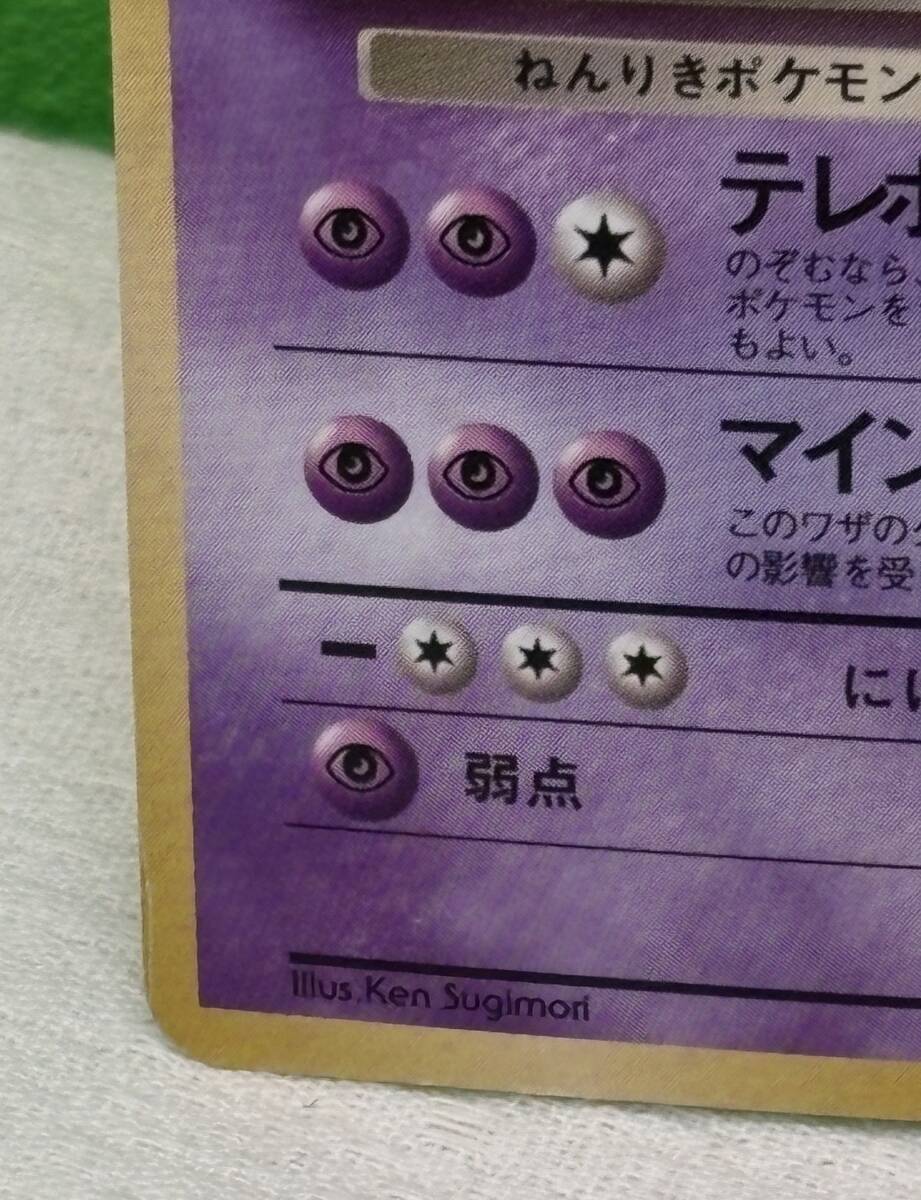 ねんりきポケモン
テレポ
のぞむなら
ポケモンを
もよい。
マイン
このワザの
の影響を受
ー
に
弱点
Illus. Ken Sugimori